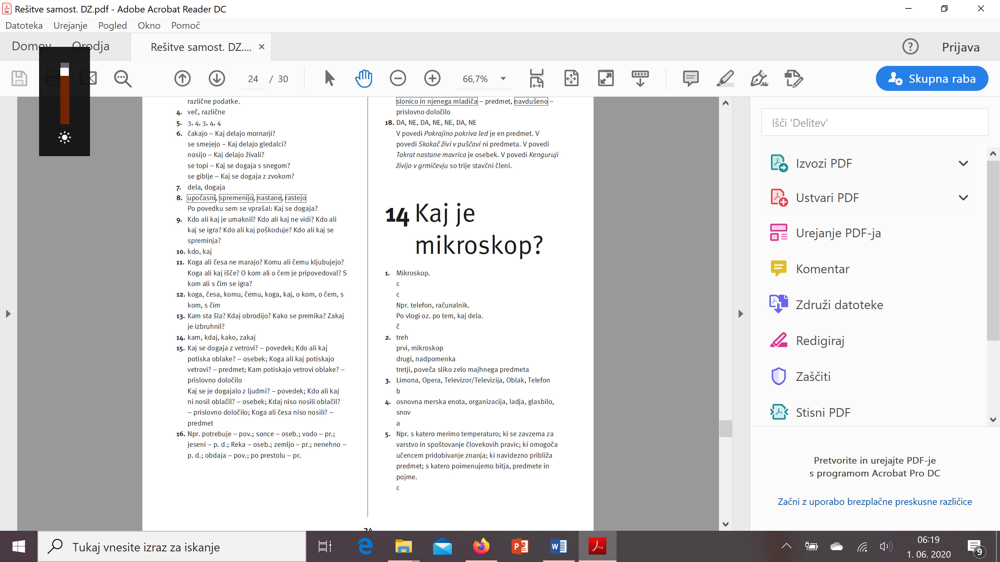 Rešitve samost. DZ.pdf - Adobe Acrobat Reader DC
Datoteka Urejanje Pogled Okno Pomoč
Domov Orodja Rešitve samost. DZ.... Prijava
24 / 30 66,7% Skupna raba
različne podatke.
4. več, različne
5. 3, 4, 3, 4, 4
6. čakajo – Kaj delajo mornarji?
se smejejo – Kaj delajo gledalci?
nosijo – Kaj delajo živali?
se topi – Kaj se dogaja s snegom?
se giblje – Kaj se dogaja z zvokom?
7. dela, dogaja
8. upočasni, spremenijo, nastane, rastejo
Po povedku sem se vprašal: Kaj se dogaja?
9. Kdo ali kaj je umaknil? Kdo ali kaj ne vidi? Kdo ali
kaj se igra? Kdo ali kaj poškoduje? Kdo ali kaj se
spreminja?
10. kdo, kaj
11. Koga ali česa ne marajo? Komu ali čemu kljubujejo?
Koga ali kaj išče? O kom ali o čem je pripovedoval? S
kom ali s čim se igra?
12. koga, česa, komu, čemu, koga, kaj, o kom, o čem, s
kom, s čim
13. Kam sta šla? Kdaj obrodijo? Kako se premika? Zakaj
je izbruhnil?
14. kam, kdaj, kako, zakaj
15. Kaj se dogaja z vetrovi? – povedek; Kdo ali kaj
potiska oblake? – osebek; Koga ali kaj potiskajo
vetrovi? – predmet; Kam potiskajo vetrovi oblake? –
prislovno določilo
Kaj se je dogajalo z ljudmi? – povedek; Kdo ali kaj
ni nosil oblačil? – osebek; Kdaj niso nosili oblačil?
– prislovno določilo; Koga ali česa niso nosili? –
predmet
16. Npr. potrebuje – pov.; sonce – oseb.; vodo – pr.;
jeseni – p. d.; Reka – oseb.; zemljo – pr.; nenehno –
p. d.; obdaja – pov.; po prestolu – pr.
slonico in njenega mladiča – predmet, navdušeno –
prislovno določilo
18. DA, NE, DA, NE, NE, DA, NE
V povedi Pokrajino pokriva led je en predmet. V
povedi Skakač živi v puščavi ni predmeta. V povedi
Takrat nastane mavrica je osebek. V povedi Kenguruji
živijo v grmičevju so trije stavčni členi.
14 Kaj je
mikroskop?
1. Mikroskop.
c
c
Npr. telefon, računalnik.
Po vlogi oz. po tem, kaj dela.
č
2. treh
prvi, mikroskop
drugi, nadpomenka
tretji, poveča sliko zelo majhnega predmeta
3. Limona, Opera, Televizor/Televizija, Oblak, Telefon
b
4. osnovna merska enota, organizacija, ladja, glasbilo,
snov
a
5. Npr. s katero merimo temperaturo; ki se zavzema za
varstvo in spoštovanje človekovih pravic; ki omogoča
učencem pridobivanje znanja; ki navidezno približa
predmet; s katero poimenujemo bitja, predmete in
pojme.
c
24
Išči 'Delitev'
Izvozi PDF
Ustvari PDF
Urejanje PDF-ja
Komentar
Združi datoteke
Redigiraj
Zaščiti
Stisni PDF
Pretvorite in urejajte PDF-je
s programom Acrobat Pro DC
Začni z uporabo brezplačne preskusne različice
Tukaj vnesite izraz za iskanje
06:19
1. 06. 2020
9